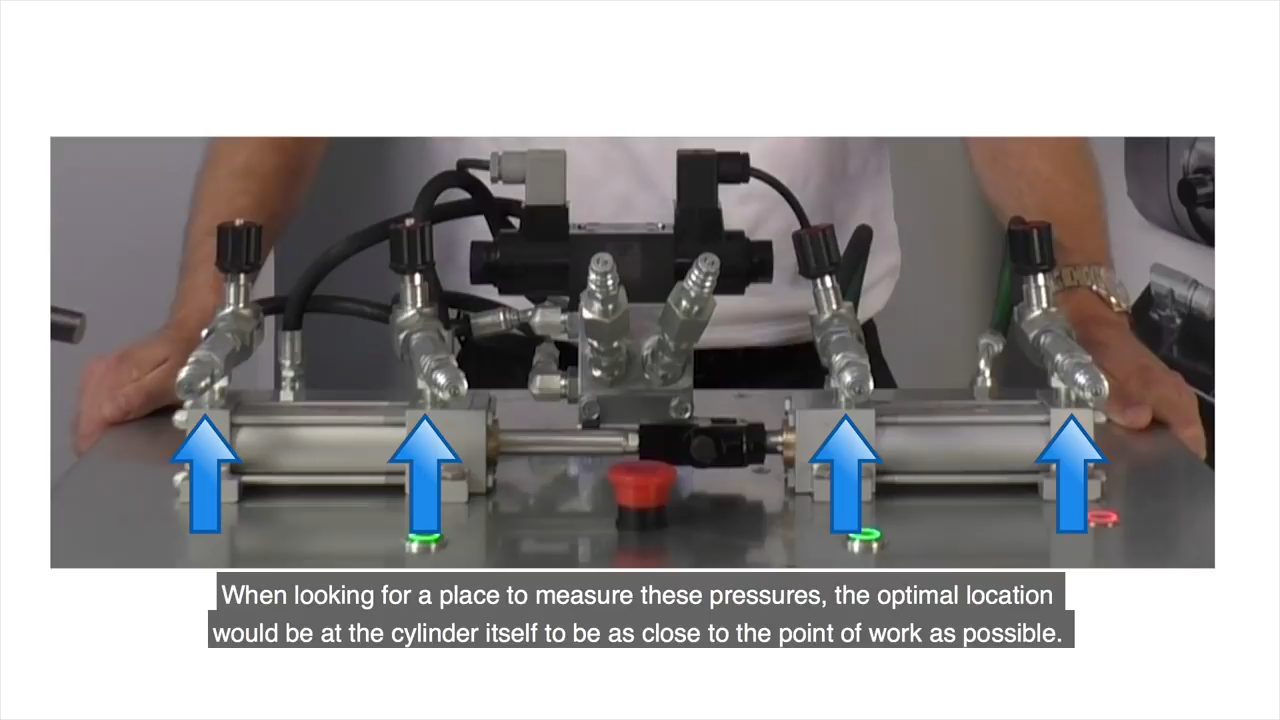 When looking for a place to measure these pressures, the optimal location
would be at the cylinder itself to be as close to the point of work as possible.